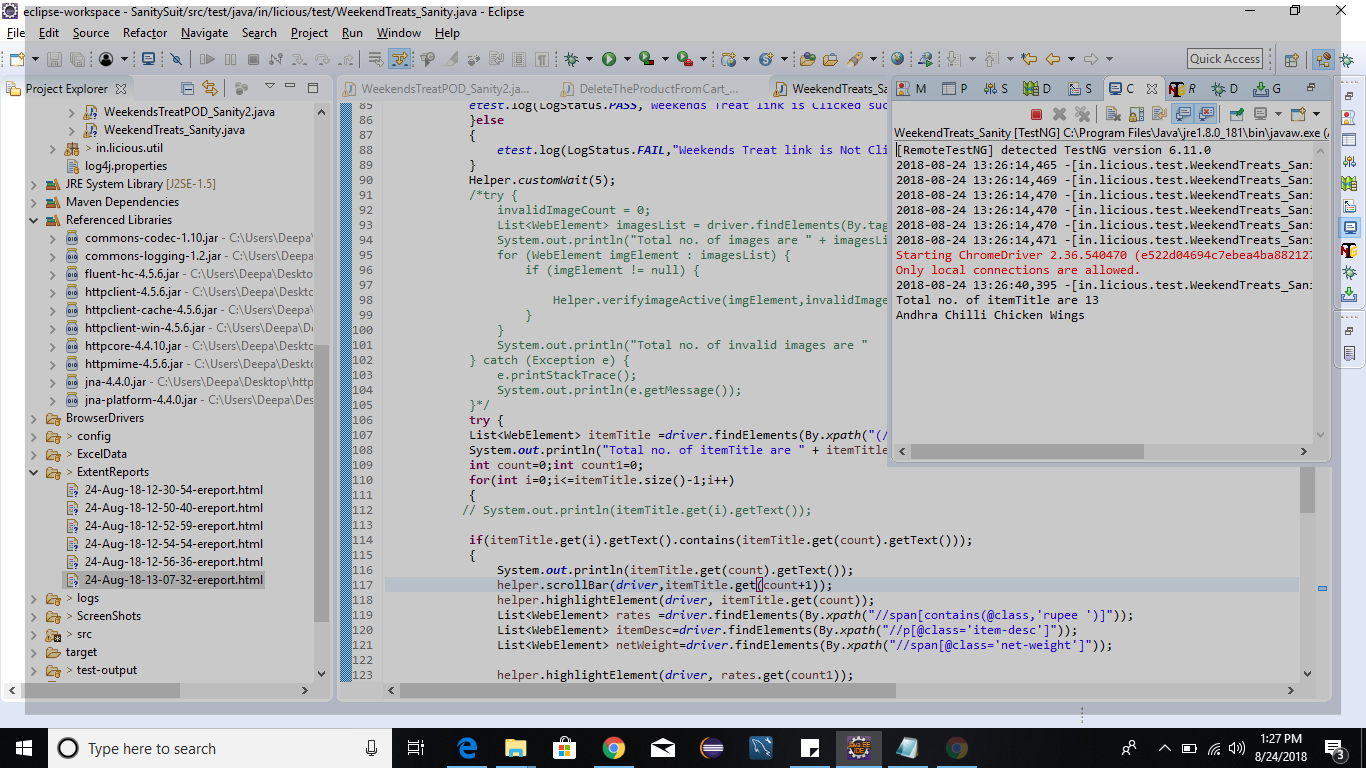 eclipse-workspace - SanitySuit/src/test/java/in/licious/test/WeekendTreats_Sanity.java - Eclipse
File Edit Source Refactor Navigate Search Project Run Window Help
Quick Access
Project Explorer
WeekendsTreatPOD_Sanity2.java
WeekendTreats_Sanity.java
> in.licious.util
log4j.properties
JRE System Library [J2SE-1.5]
Maven Dependencies
Referenced Libraries
commons-codec-1.10.jar - C:\Users\Deepa\
commons-logging-1.2.jar - C:\Users\Deepa\
fluent-hc-4.5.6.jar - C:\Users\Deepa\Deskto
httpclient-4.5.6.jar - C:\Users\Deepa\Deskto
httpclient-cache-4.5.6.jar - C:\Users\Deepa\
httpclient-win-4.5.6.jar - C:\Users\Deepa\D
httpcore-4.4.10.jar - C:\Users\Deepa\Deskt
httpmime-4.5.6.jar - C:\Users\Deepa\Deskt
jna-4.4.0.jar - C:\Users\Deepa\Desktop\http
jna-platform-4.4.0.jar - C:\Users\Deepa\Des
BrowserDrivers
> config
> ExcelData
ExtentReports
24-Aug-18-12-30-54-ereport.html
24-Aug-18-12-50-40-ereport.html
24-Aug-18-12-52-59-ereport.html
24-Aug-18-12-54-54-ereport.html
24-Aug-18-12-56-36-ereport.html
24-Aug-18-13-07-32-ereport.html
> logs
> ScreenShots
> src
target
> test-output
WeekendsTreatPOD_Sanity2.java DeleteTheProductFromCart_... WeekendTreats_Sa
85 etest.log(LogStatus.PASS, Weekends Treat link is Clicked suc
86 }else
87 {
88 etest.log(LogStatus.FAIL,"Weekends Treat link is Not Cli
89 }
90 Helper.customWait(5);
91 /*try {
92 invalidImageCount = 0;
93 List<WebElement> imagesList = driver.findElements(By.tag
94 System.out.println("Total no. of images are " + imagesLi
95 for (WebElement imgElement : imagesList) {
96 if (imgElement != null) {
97
98 Helper.verifyimageActive(imgElement,invalidImage
99 }
100 }
101 System.out.println("Total no. of invalid images are "
102 } catch (Exception e) {
103 e.printStackTrace();
104 System.out.println(e.getMessage());
105 }*/
106 try {
107 List<WebElement> itemTitle =driver.findElements(By.xpath("(/
108 System.out.println("Total no. of itemTitle are " + itemTitle
109 int count=0;int count1=0;
110 for(int i=0;i<=itemTitle.size()-1;i++)
111 {
112 // System.out.println(itemTitle.get(i).getText());
113
114 if(itemTitle.get(i).getText().contains(itemTitle.get(count).getText()));
115 {
116 System.out.println(itemTitle.get(count).getText());
117 helper.scrollBar(driver,itemTitle.get(count+1));
118 helper.highlightElement(driver, itemTitle.get(count));
119 List<WebElement> rates =driver.findElements(By.xpath("//span[contains(@class,'rupee ')]"));
120 List<WebElement> itemDesc=driver.findElements(By.xpath("//p[@class='item-desc']"));
121 List<WebElement> netWeight=driver.findElements(By.xpath("//span[@class='net-weight']"));
122
123 helper.highlightElement(driver, rates.get(count1));
M P S D S C R D G
WeekendTreats_Sanity [TestNG] C:\Program Files\Java\jre1.8.0_181\bin\javaw.exe (A
[RemoteTestNG] detected TestNG version 6.11.0
2018-08-24 13:26:14,465 -[in.licious.test.WeekendTreats_Sani
2018-08-24 13:26:14,469 -[in.licious.test.WeekendTreats_Sani
2018-08-24 13:26:14,470 -[in.licious.test.WeekendTreats_Sani
2018-08-24 13:26:14,470 -[in.licious.test.WeekendTreats_Sani
2018-08-24 13:26:14,470 -[in.licious.test.WeekendTreats_Sani
2018-08-24 13:26:14,471 -[in.licious.test.WeekendTreats_Sani
Starting ChromeDriver 2.36.540470 (e522d04694c7ebea4ba882127
Only local connections are allowed.
2018-08-24 13:26:40,395 -[in.licious.test.WeekendTreats_Sani
Total no. of itemTitle are 13
Andhra Chilli Chicken Wings
Type here to search
1:27 PM
8/24/2018
3